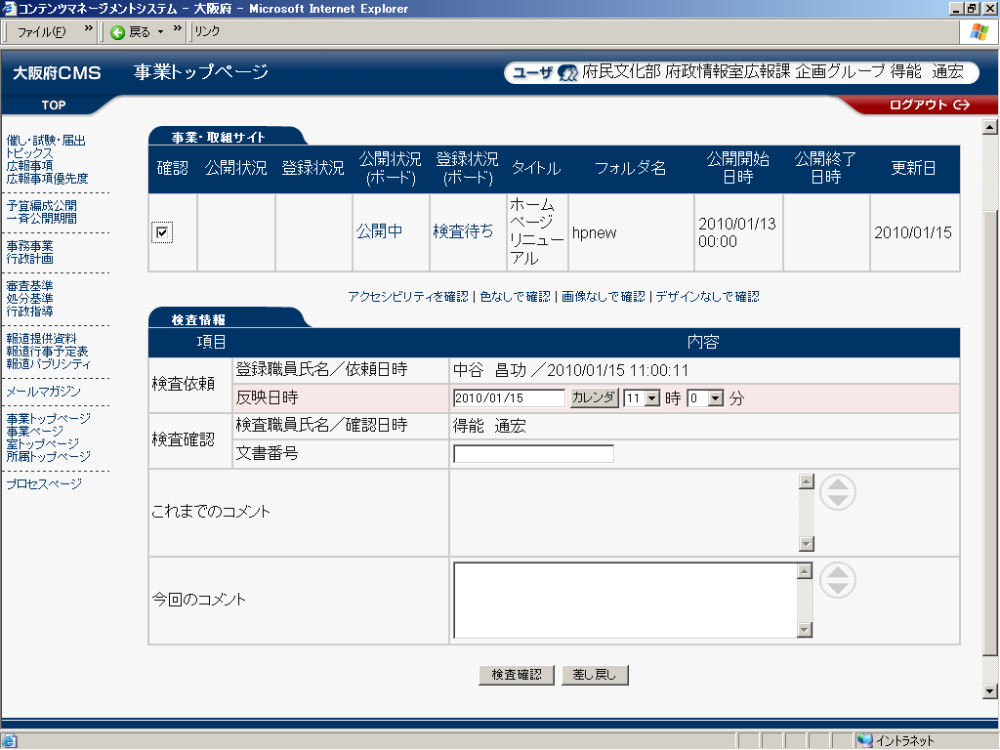 コンテンツマネージメントシステム - 大阪府 - Microsoft Internet Explorer
ファイル(F) » 戻る » リンク
大阪府CMS 事業トップページ ユーザ 府民文化部 府政情報室広報課 企画グループ 得能 通宏
TOP ログアウト
催し・試験・届出
トピックス
広報事項
広報事項優先度
予算編成公開
一斉公開期間
事務事業
行政計画
審査基準
処分基準
行政指導
報道提供資料
報道行事予定表
報道パブリシティ
メールマガジン
事業トップページ
事業ページ
室トップページ
所属トップページ
プロセスページ
事業・取組サイト
確認 公開状況 登録状況 公開状況(ボード) 登録状況(ボード) タイトル フォルダ名 公開開始日時 公開終了日時 更新日
公開中 検査待ち ホームページリニューアル hpnew 2010/01/13 00:00 2010/01/15
アクセシビリティを確認 | 色なしで確認 | 画像なしで確認 | デザインなしで確認
検査情報
項目 内容
検査依頼 登録職員氏名／依頼日時 中谷 昌功 ／2010/01/15 11:00:11
反映日時 2010/01/15 カレンダ 11 時 0 分
検査確認 検査職員氏名／確認日時 得能 通宏
文書番号
これまでのコメント
今回のコメント
検査確認 差し戻し
イントラネット